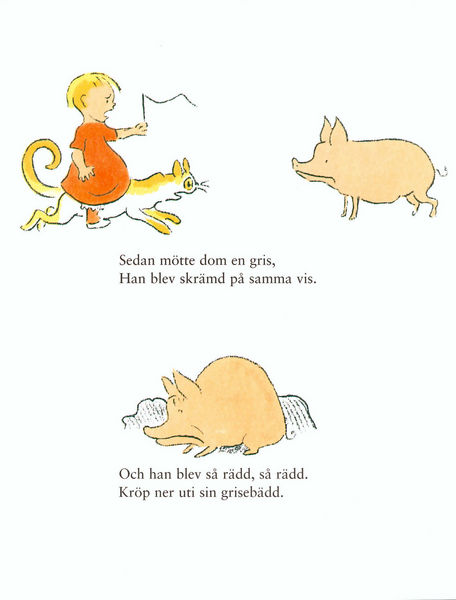 Sedan mötte dom en gris,
Han blev skrämd på samma vis.
Och han blev så rädd, så rädd.
Kröp ner uti sin grisebädd.